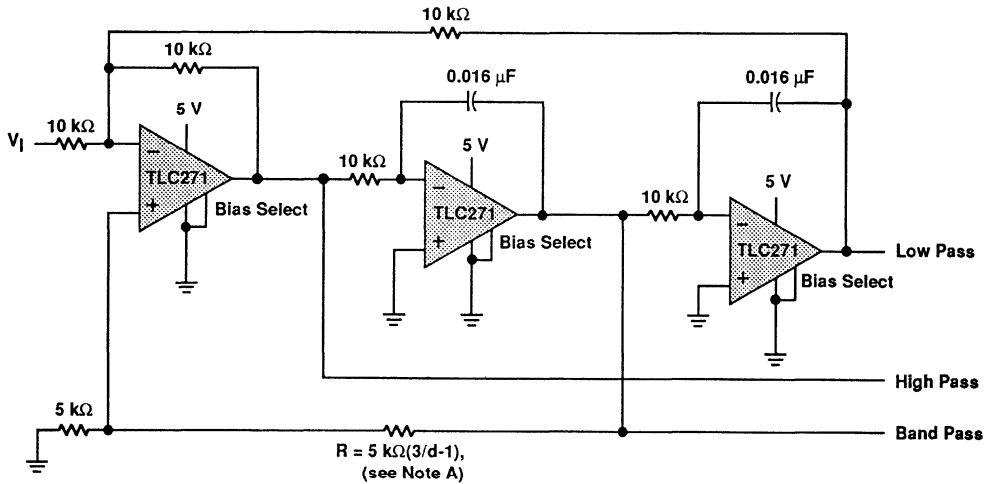 10 kΩ
10 kΩ
5 V
10 kΩ
V_I
−
TLC271
+
Bias Select
0.016 µF
5 V
10 kΩ
−
TLC271
+
Bias Select
0.016 µF
5 V
10 kΩ
−
TLC271
+
Bias Select
Low Pass
High Pass
5 kΩ
Band Pass
R = 5 kΩ(3/d-1),
(see Note A)